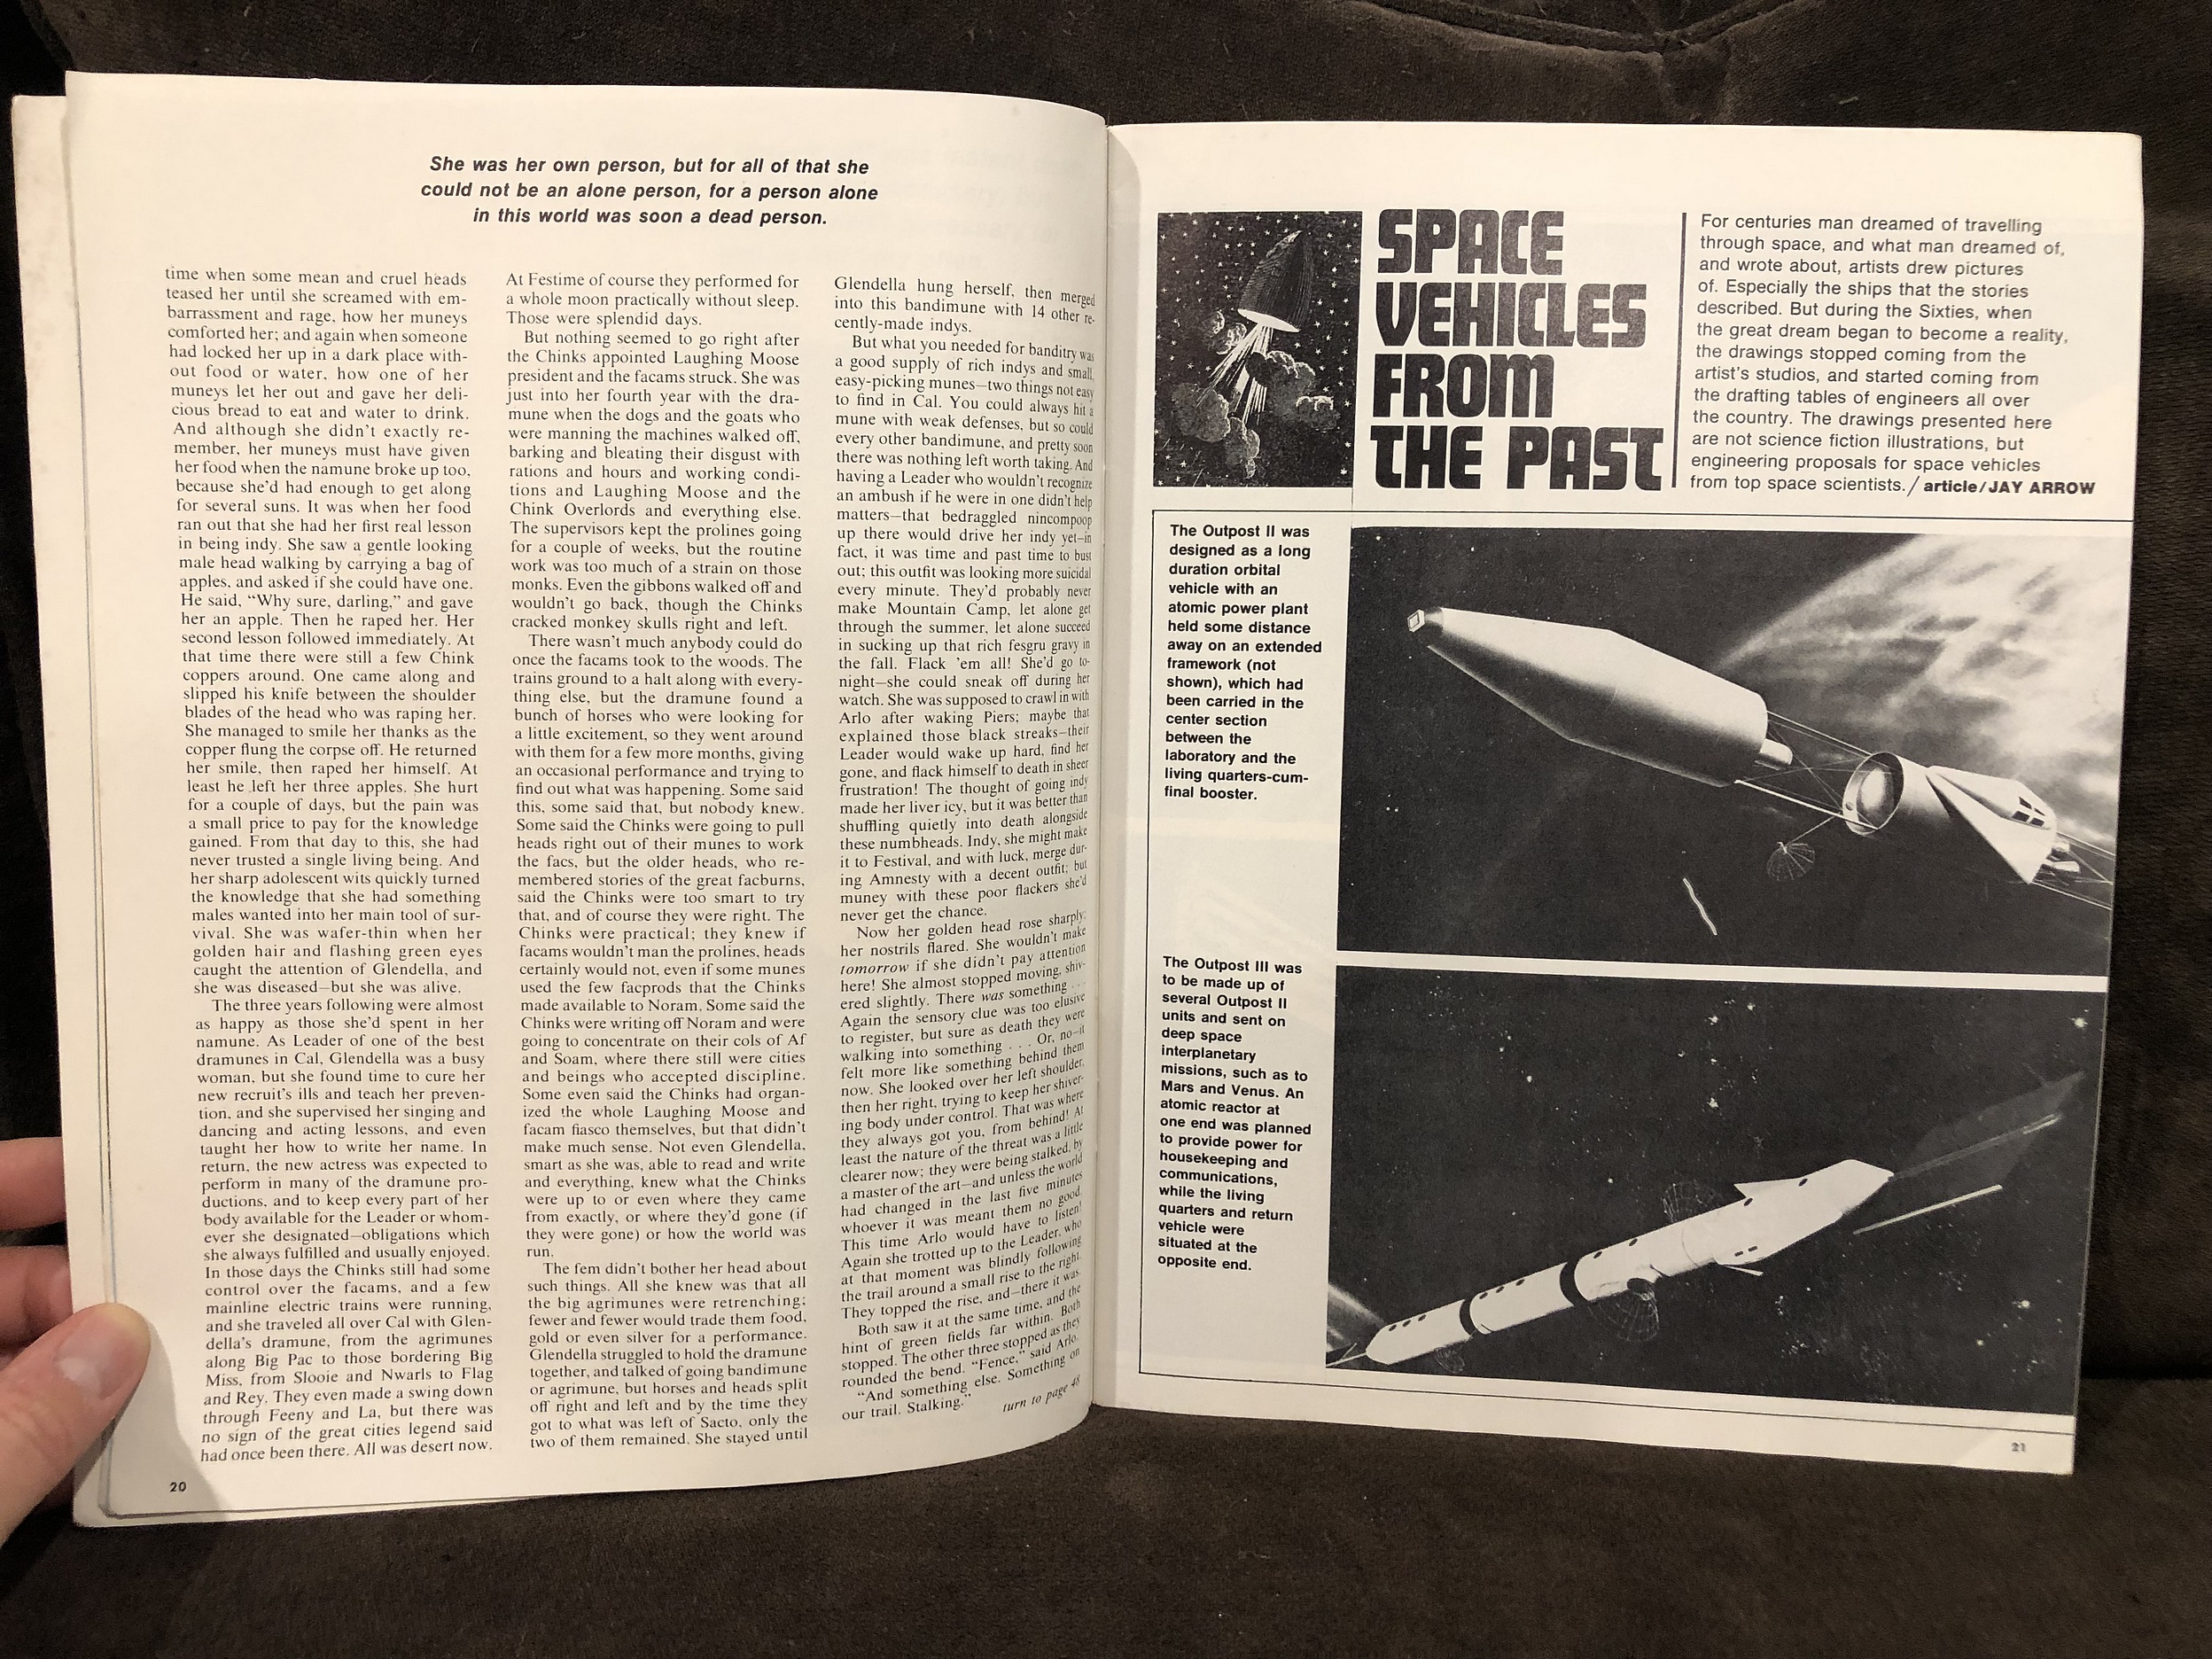 She was her own person, but for all of that she
could not be an alone person, for a person alone
in this world was soon a dead person.
time when some mean and cruel heads
teased her until she screamed with em-
barrassment and rage, how her muneys
comforted her; and again when someone
had locked her up in a dark place with-
out food or water, how one of her
muneys let her out and gave her deli-
cious bread to eat and water to drink.
And although she didn't exactly re-
member, her muneys must have given
her food when the namune broke up too,
because she'd had enough to get along
for several suns. It was when her food
ran out that she had her first real lesson
in being indy. She saw a gentle looking
male head walking by carrying a bag of
apples, and asked if she could have one.
He said, “Why sure, darling,” and gave
her an apple. Then he raped her. Her
second lesson followed immediately. At
that time there were still a few Chink
coppers around. One came along and
slipped his knife between the shoulder
blades of the head who was raping her.
She managed to smile her thanks as the
copper flung the corpse off. He returned
her smile, then raped her himself. At
least he left her three apples. She hurt
for a couple of days, but the pain was
a small price to pay for the knowledge
gained. From that day to this, she had
never trusted a single living being. And
her sharp adolescent wits quickly turned
the knowledge that she had something
males wanted into her main tool of sur-
vival. She was wafer-thin when her
golden hair and flashing green eyes
caught the attention of Glendella, and
she was diseased—but she was alive.
The three years following were almost
as happy as those she'd spent in her
namune. As Leader of one of the best
dramunes in Cal, Glendella was a busy
woman, but she found time to cure her
new recruit's ills and teach her preven-
tion, and she supervised her singing and
dancing and acting lessons, and even
taught her how to write her name. In
return, the new actress was expected to
perform in many of the dramune pro-
ductions, and to keep every part of her
body available for the Leader or whom-
ever she designated—obligations which
she always fulfilled and usually enjoyed.
In those days the Chinks still had some
control over the facams, and a few
mainline electric trains were running,
and she traveled all over Cal with Glen-
della's dramune, from the agrimunes
along Big Pac to those bordering Big
Miss, from Slooie and Nwarls to Flag
and Rey. They even made a swing down
through Feeny and La, but there was
no sign of the great cities legend said
had once been there. All was desert now.
20
At Festime of course they performed for
a whole moon practically without sleep.
Those were splendid days.
But nothing seemed to go right after
the Chinks appointed Laughing Moose
president and the facams struck. She was
just into her fourth year with the dra-
mune when the dogs and the goats who
were manning the machines walked off,
barking and bleating their disgust with
rations and hours and working condi-
tions and Laughing Moose and the
Chink Overlords and everything else.
The supervisors kept the prolines going
for a couple of weeks, but the routine
work was too much of a strain on those
monks. Even the gibbons walked off and
wouldn't go back, though the Chinks
cracked monkey skulls right and left.
There wasn't much anybody could do
once the facams took to the woods. The
trains ground to a halt along with every-
thing else, but the dramune found a
bunch of horses who were looking for
a little excitement, so they went around
with them for a few more months, giving
an occasional performance and trying to
find out what was happening. Some said
this, some said that, but nobody knew.
Some said the Chinks were going to pull
heads right out of their munes to work
the facs, but the older heads, who re-
membered stories of the great facburns,
said the Chinks were too smart to try
that, and of course they were right. The
Chinks were practical; they knew if
facams wouldn't man the prolines, heads
certainly would not, even if some munes
used the few facprods that the Chinks
made available to Noram. Some said the
Chinks were writing off Noram and were
going to concentrate on their cols of Af
and Soam, where there still were cities
and beings who accepted discipline.
Some even said the Chinks had organ-
ized the whole Laughing Moose and
facam fiasco themselves, but that didn't
make much sense. Not even Glendella,
smart as she was, able to read and write
and everything, knew what the Chinks
were up to or even where they came
from exactly, or where they'd gone (if
they were gone) or how the world was
run.
The fem didn't bother her head about
such things. All she knew was that all
the big agrimunes were retrenching;
fewer and fewer would trade them food,
gold or even silver for a performance.
Glendella struggled to hold the dramune
together, and talked of going bandimune
or agrimune, but horses and heads split
off right and left and by the time they
got to what was left of Sacto, only the
two of them remained. She stayed until
Glendella hung herself, then merged
into this bandimune with 14 other re-
cently-made indys.
But what you needed for banditry was
a good supply of rich indys and small,
easy-picking munes—two things not easy
to find in Cal. You could always hit a
mune with weak defenses, but so could
every other bandimune, and pretty soon
there was nothing left worth taking. And
having a Leader who wouldn't recognize
an ambush if he were in one didn't help
matters—that bedraggled nincompoop
up there would drive her indy yet—in
fact, it was time and past time to bust
out; this outfit was looking more suicidal
every minute. They'd probably never
make Mountain Camp, let alone get
through the summer, let alone succeed
in sucking up that rich fesgru gravy in
the fall. Flack 'em all! She'd go to-
night—she could sneak off during her
watch. She was supposed to crawl in with
Arlo after waking Piers; maybe that
explained those black streaks—their
Leader would wake up hard, find her
gone, and flack himself to death in sheer
frustration! The thought of going indy
made her liver icy, but it was better than
shuffling quietly into death alongside
these numbheads. Indy, she might make
it to Festival, and with luck, merge dur-
ing Amnesty with a decent outfit; but
muney with these poor flackers she'd
never get the chance.
Now her golden head rose sharply;
her nostrils flared. She wouldn't make
tomorrow if she didn't pay attention
here! She almost stopped moving, shiv-
ered slightly. There was something . . .
Again the sensory clue was too elusive
to register, but sure as death they were
walking into something . . . Or, no—it
felt more like something behind them
now. She looked over her left shoulder,
then her right, trying to keep her shiver-
ing body under control. That was where
they always got you, from behind! At
least the nature of the threat was a little
clearer now; they were being stalked, by
a master of the art—and unless the world
had changed in the last five minutes
whoever it was meant them no good.
This time Arlo would have to listen!
Again she trotted up to the Leader, who
at that moment was blindly following
the trail around a small rise to the right.
They topped the rise, and—there it was.
Both saw it at the same time, and the
hint of green fields far within. Both
stopped. The other three stopped as they
rounded the bend. “Fence,” said Arlo.
“And something else. Something on
our trail. Stalking.”
turn to page 48
SPACE
VEHICLES
FROM
THE PAST
For centuries man dreamed of travelling
through space, and what man dreamed of,
and wrote about, artists drew pictures
of. Especially the ships that the stories
described. But during the Sixties, when
the great dream began to become a reality,
the drawings stopped coming from the
artist's studios, and started coming from
the drafting tables of engineers all over
the country. The drawings presented here
are not science fiction illustrations, but
engineering proposals for space vehicles
from top space scientists./ article/JAY ARROW
The Outpost II was
designed as a long
duration orbital
vehicle with an
atomic power plant
held some distance
away on an extended
framework (not
shown), which had
been carried in the
center section
between the
laboratory and the
living quarters-cum-
final booster.
The Outpost III was
to be made up of
several Outpost II
units and sent on
deep space
interplanetary
missions, such as to
Mars and Venus. An
atomic reactor at
one end was planned
to provide power for
housekeeping and
communications,
while the living
quarters and return
vehicle were
situated at the
opposite end.
21